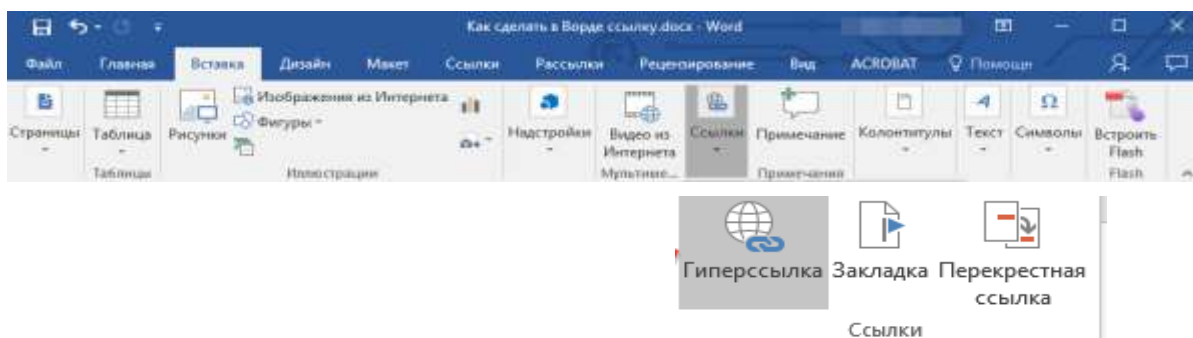 Как сделать в Ворде ссылку.docx - Word
Файл Главная Вставка Дизайн Макет Ссылки Рассылки Рецензирование Вид ACROBAT Помощн
Страницы Таблица Рисунки Изображения из Интернета Фигуры Надстройки Видео из Интернета Ссылки Примечание Колонтитулы Текст Символы Встроить Flash
Таблицы Иллюстрации Мультиме... Примечания Flash
Гиперссылка Закладка Перекрестная
ссылка
Ссылки